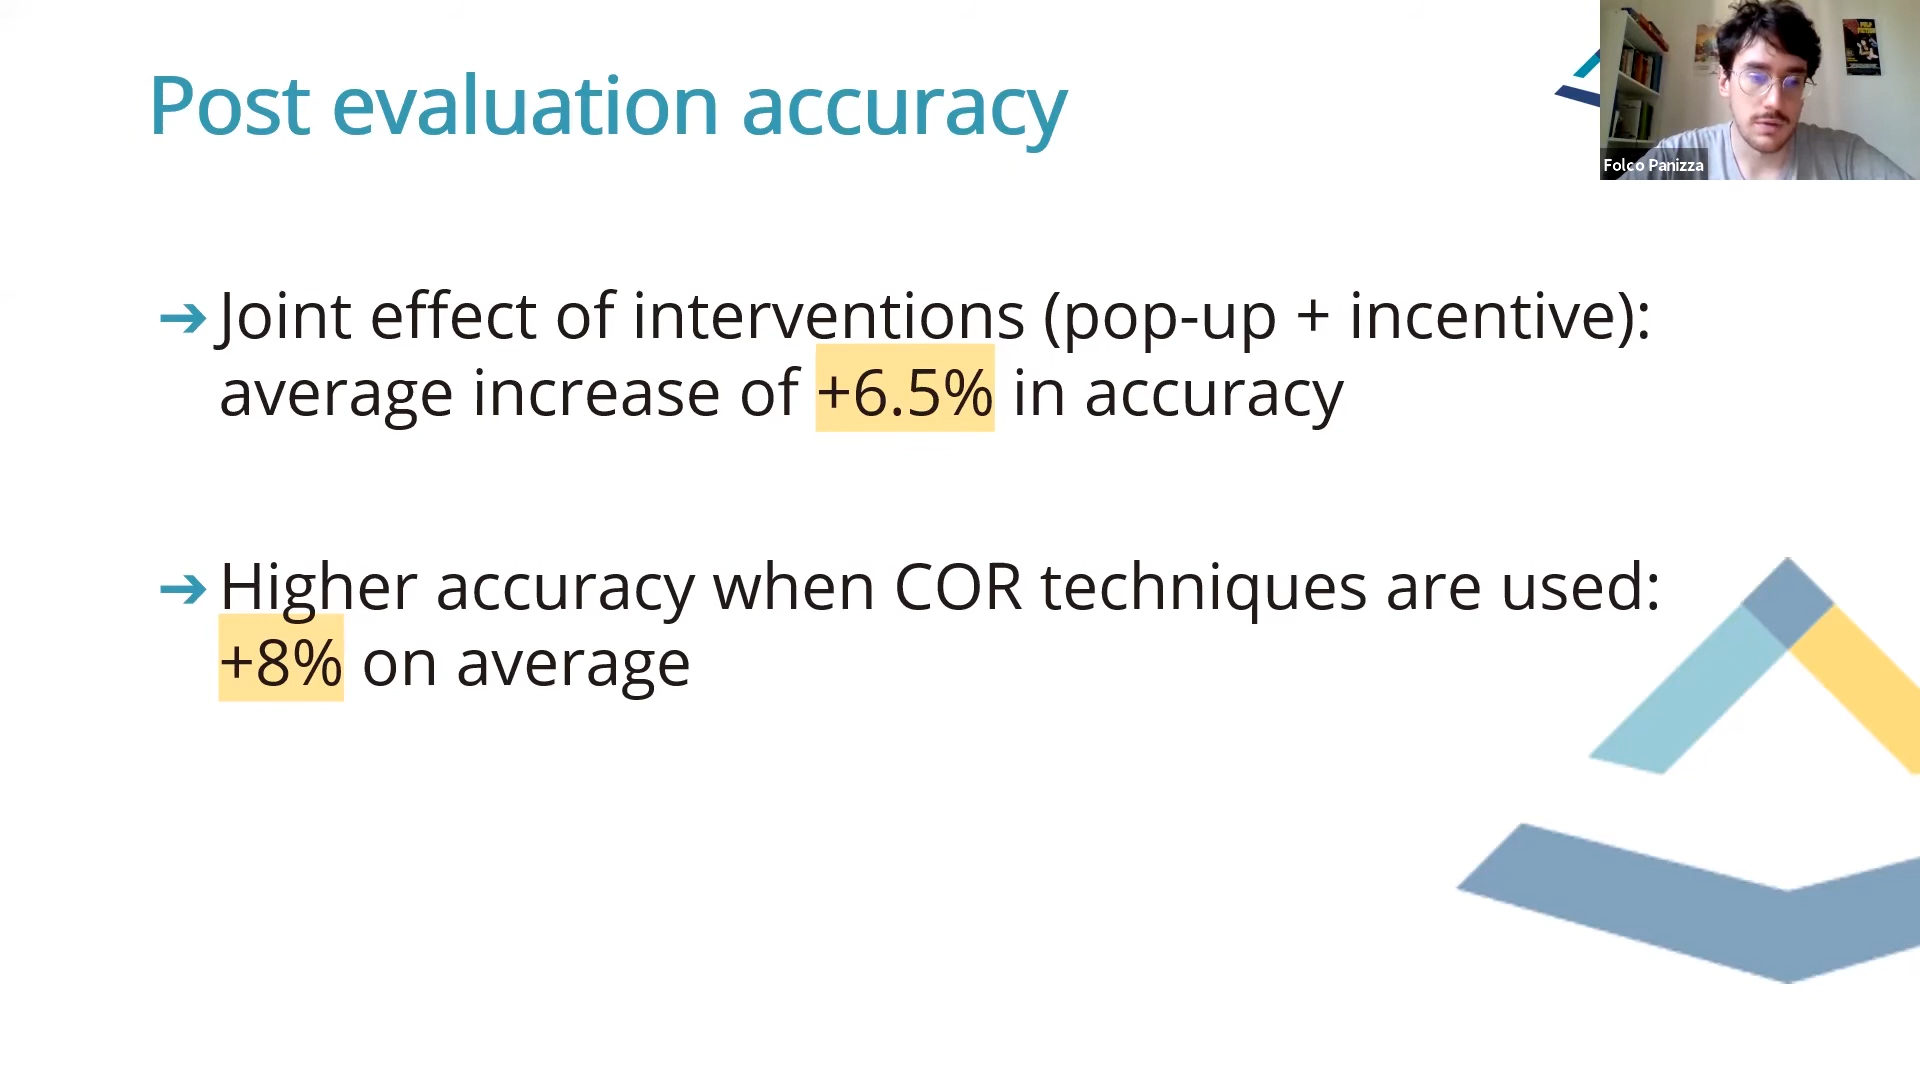 Post evaluation accuracy
Folco Panizza
➔ Joint effect of interventions (pop-up + incentive):
average increase of +6.5% in accuracy
➔ Higher accuracy when COR techniques are used:
+8% on average